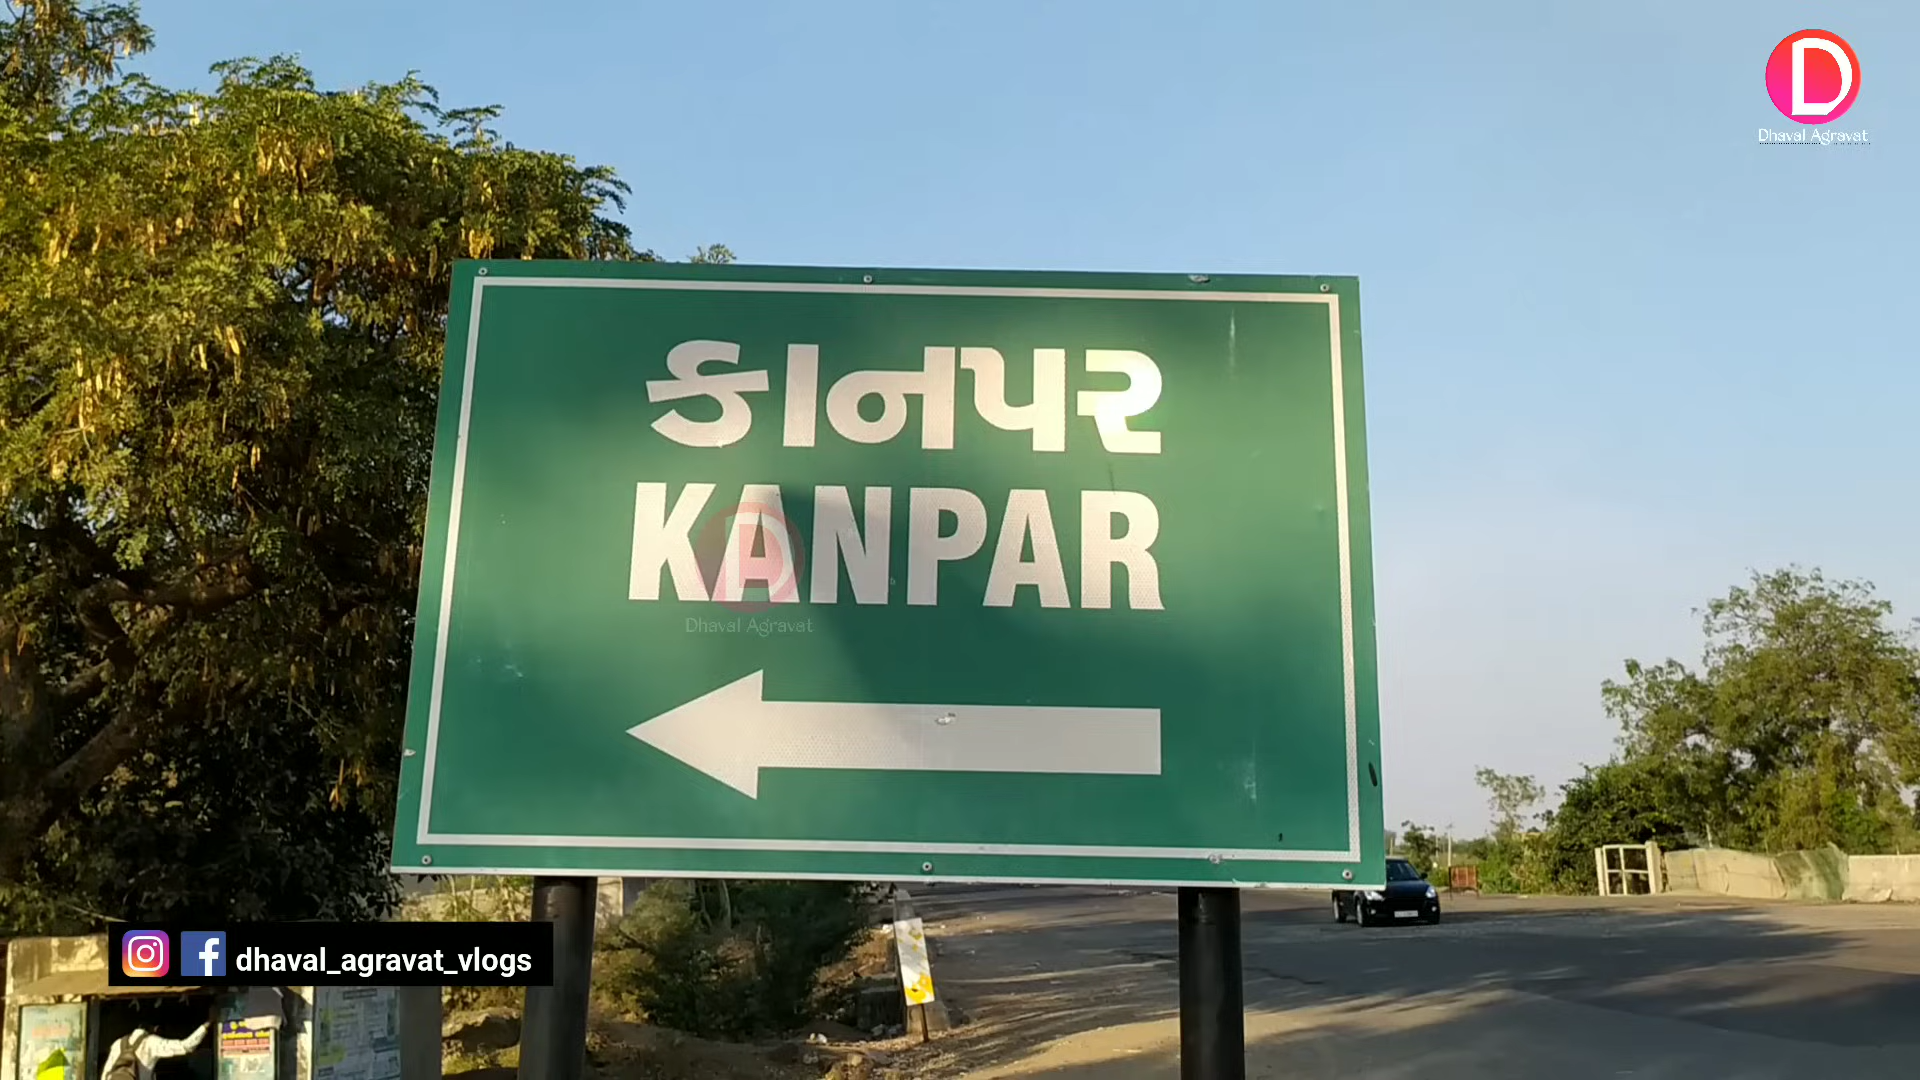 D
Dhaval Agravat
કાનપર
KANPAR
D
Dhaval Agravat
dhaval_agravat_vlogs